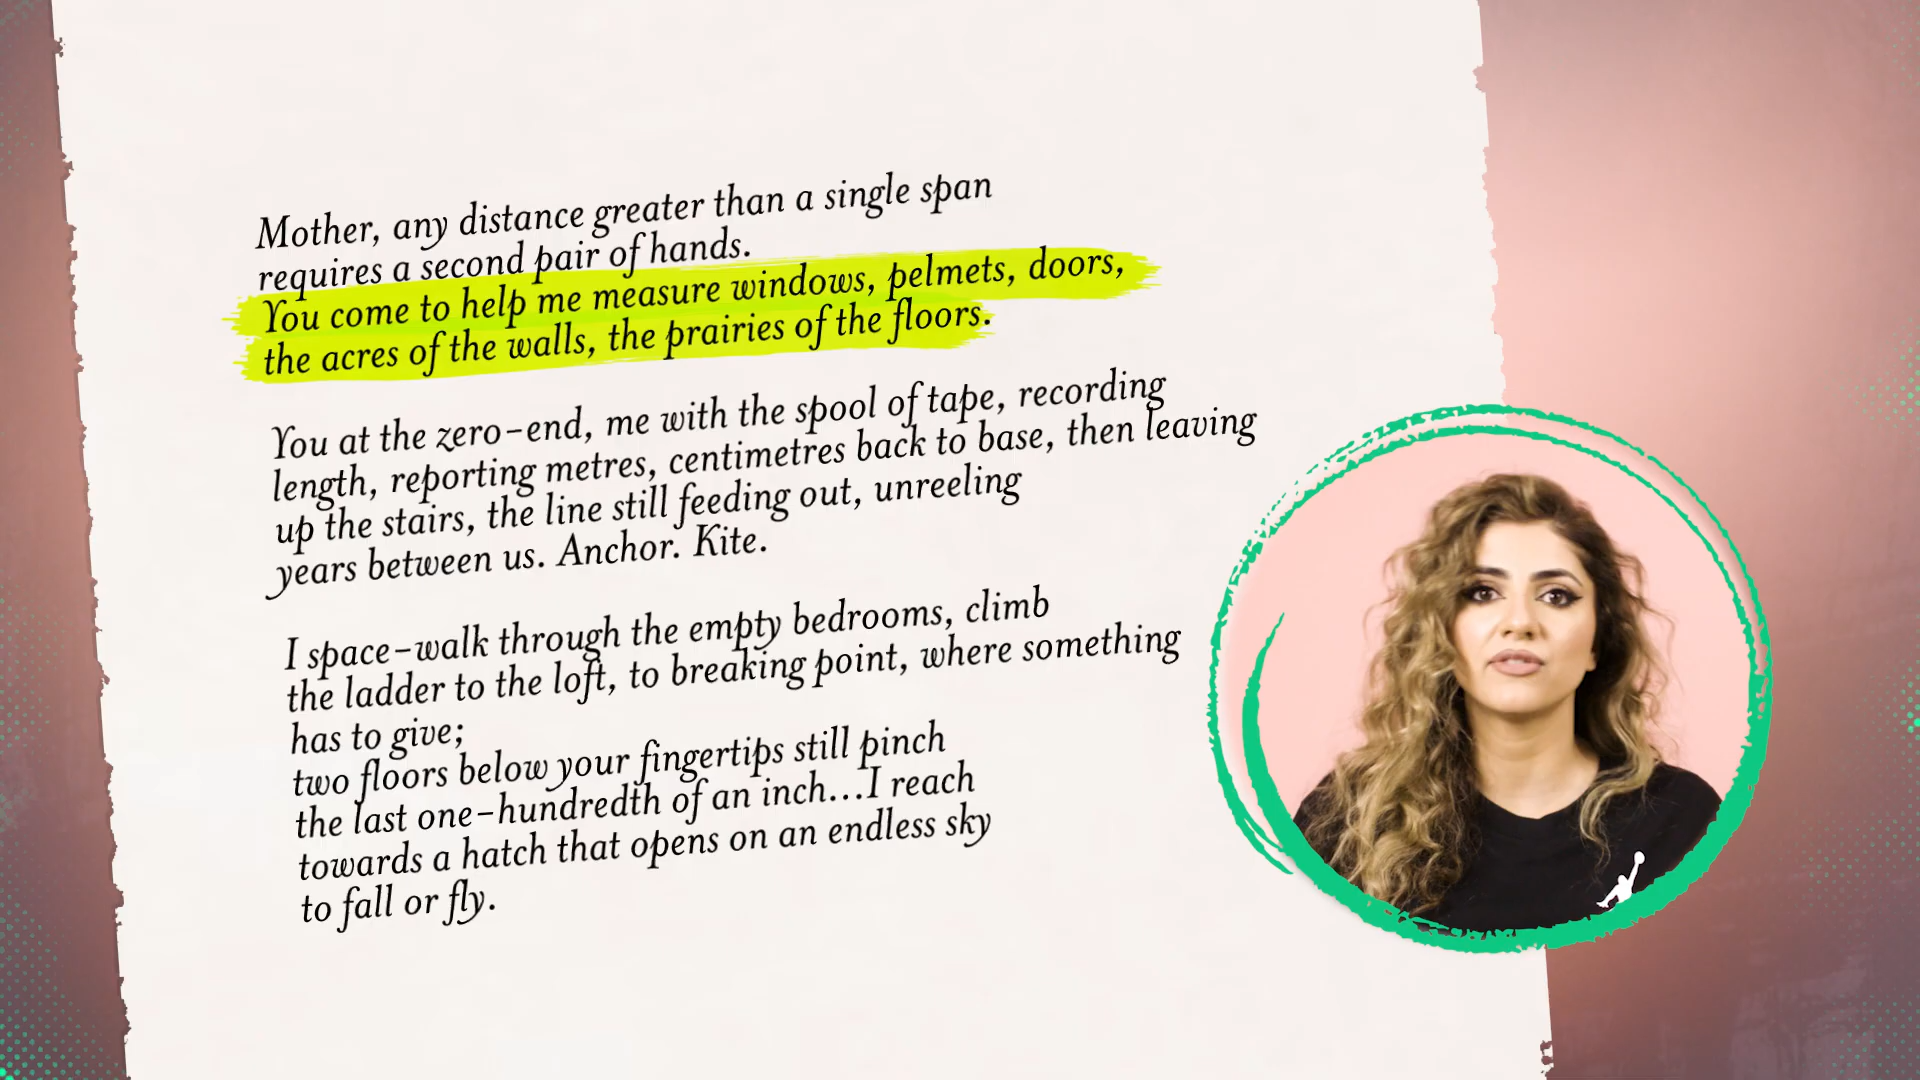 Mother, any distance greater than a single span
requires a second pair of hands.
You come to help me measure windows, pelmets, doors,
the acres of the walls, the prairies of the floors.
You at the zero-end, me with the spool of tape, recording
length, reporting metres, centimetres back to base, then leaving
up the stairs, the line still feeding out, unreeling
years between us. Anchor. Kite.
I space-walk through the empty bedrooms, climb
the ladder to the loft, to breaking point, where something
has to give;
two floors below your fingertips still pinch
the last one-hundredth of an inch...I reach
towards a hatch that opens on an endless sky
to fall or fly.